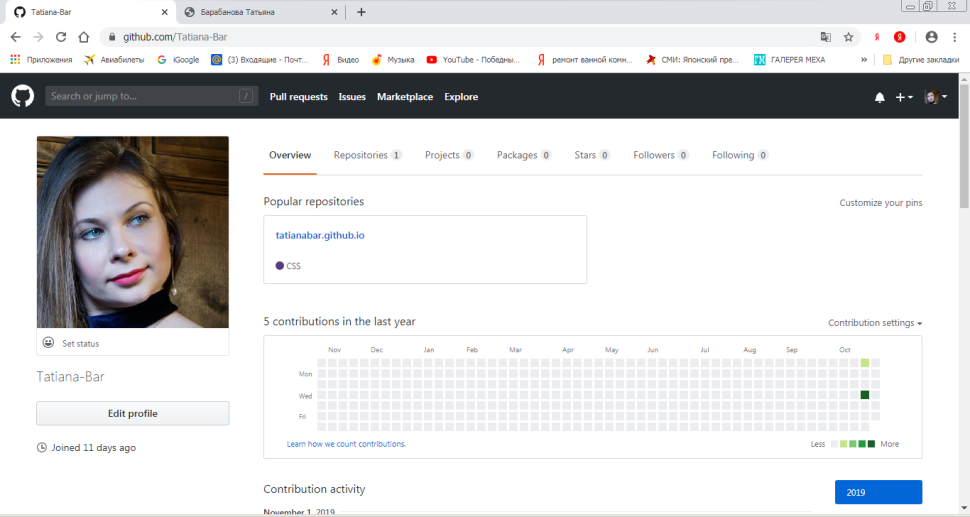 Tatiana-Bar
Барабанова Татьяна
github.com/Tatiana-Bar
Приложения
Авиабилеты
iGoogle
(3) Входящие - Почт...
Видео
Музыка
YouTube - Победны...
ремонт ванной комн...
СМИ: Японский пре...
ГАЛЕРЕЯ МЕХА
»
Другие закладки
Search or jump to...
/
Pull requests
Issues
Marketplace
Explore
Overview
Repositories 1
Projects 0
Packages 0
Stars 0
Followers 0
Following 0
Popular repositories
Customize your pins
tatianabar.github.io
CSS
Set status
Tatiana-Bar
Edit profile
Joined 11 days ago
5 contributions in the last year
Contribution settings
Nov Dec Jan Feb Mar Apr May Jun Jul Aug Sep Oct
Mon
Wed
Fri
Learn how we count contributions.
Less More
Contribution activity
2019
November 1, 2019